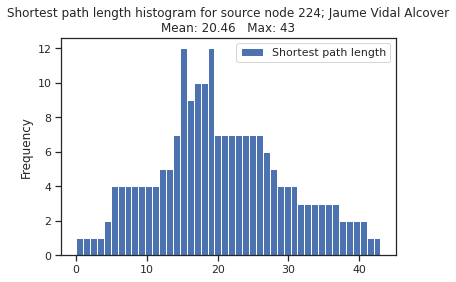 Shortest path length histogram for source node 224; Jaume Vidal Alcover
Mean: 20.46 Max: 43
Shortest path length
12
10
8
6
4
2
0
Frequency
0 10 20 30 40